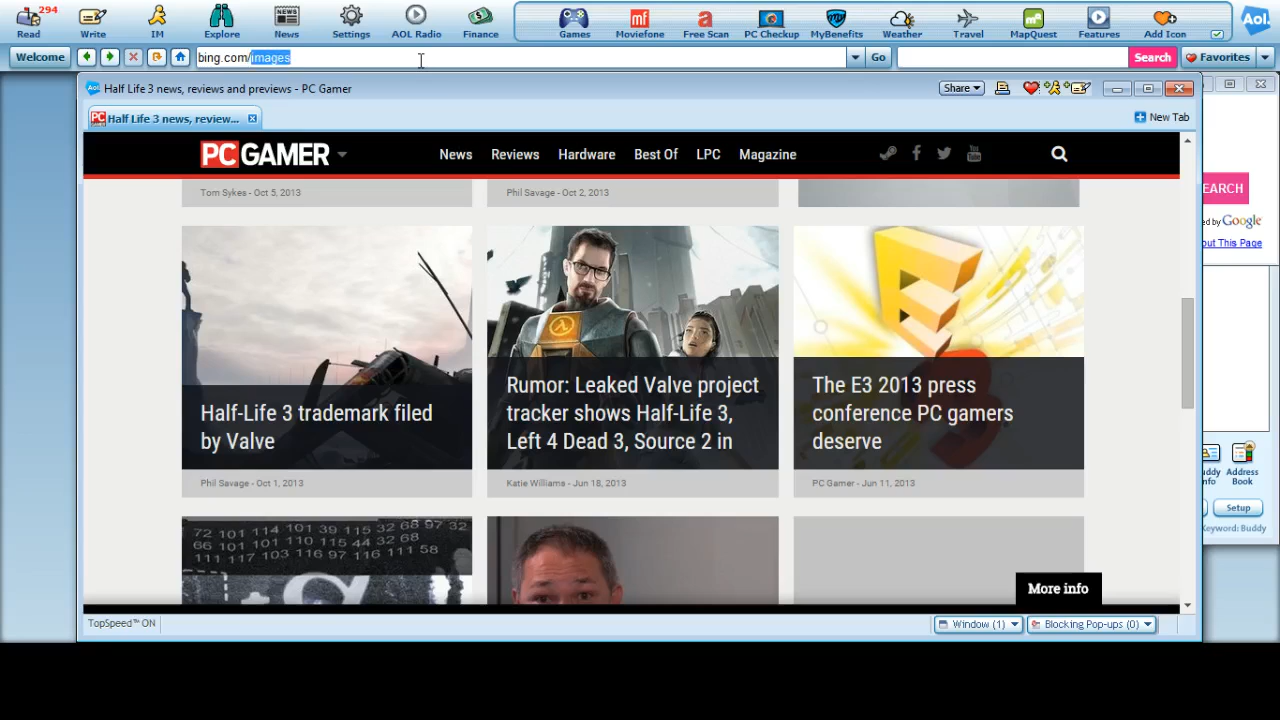 294
Read
Write
IM
Explore
News
Settings
AOL Radio
Finance
Games
Moviefone
Free Scan
PC Checkup
MyBenefits
Weather
Travel
MapQuest
Features
Add Icon
Aol.
Welcome
bing.com/images
Go
Search
Favorites
Half Life 3 news, reviews and previews - PC Gamer
Share
Half Life 3 news, review...
New Tab
PC GAMER
News
Reviews
Hardware
Best Of
LPC
Magazine
You Tube
Tom Sykes - Oct 5, 2013
Phil Savage - Oct 2, 2013
EARCH
ed by Google
out This Page
Half-Life 3 trademark filed
by Valve
Phil Savage - Oct 1, 2013
Rumor: Leaked Valve project
tracker shows Half-Life 3,
Left 4 Dead 3, Source 2 in
Katie Williams - Jun 18, 2013
The E3 2013 press
conference PC gamers
deserve
PC Gamer - Jun 11, 2013
uddy
nfo
Address
Book
Setup
Keyword: Buddy
72 101 114 101 39 115 32 68 97 32
66 101 101 110 115 44 32 68
111 117 103 116 97 116 111 58
More info
TopSpeed™ ON
Window (1)
Blocking Pop-ups (0)